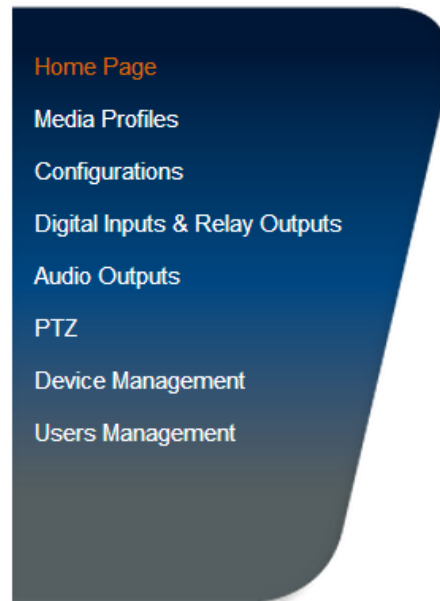 Home Page
Media Profiles
Configurations
Digital Inputs & Relay Outputs
Audio Outputs
PTZ
Device Management
Users Management